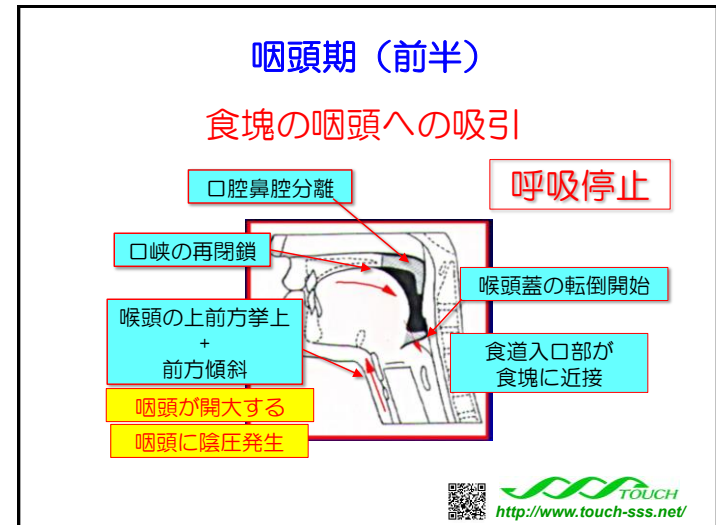 咽頭期（前半）
食塊の咽頭への吸引
呼吸停止
口腔鼻腔分離
口峡の再閉鎖
喉頭蓋の転倒開始
喉頭の上前方挙上
+
前方傾斜
食道入口部が
食塊に近接
咽頭が開大する
咽頭に陰圧発生
TOUCH
http://www.touch-sss.net/